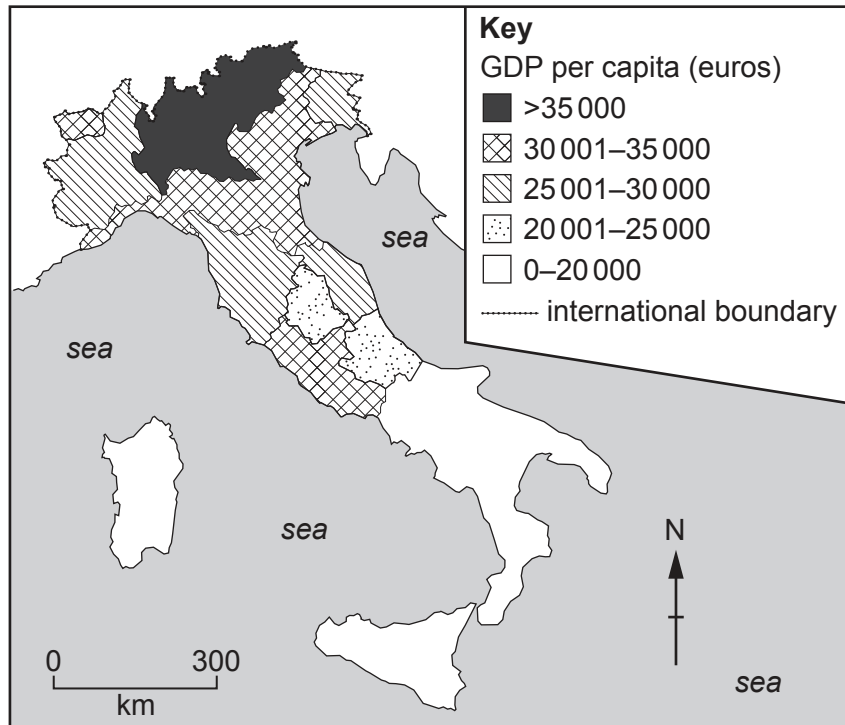 Key
GDP per capita (euros)
>35 000
30 001–35 000
25 001–30 000
20 001–25 000
0–20 000
international boundary
sea
sea
sea
N
0 300
km
sea